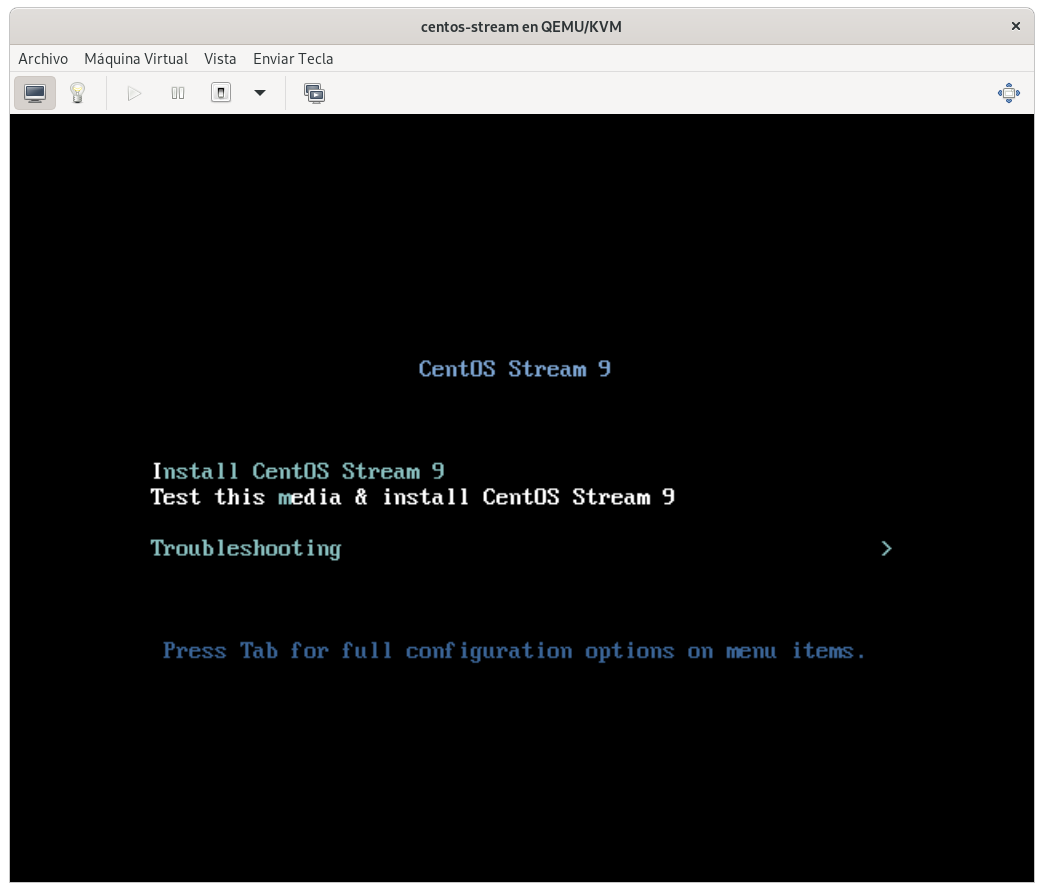 centos-stream en QEMU/KVM
Archivo Máquina Virtual Vista Enviar Tecla
CentOS Stream 9
Install CentOS Stream 9
Test this media & install CentOS Stream 9
Troubleshooting >
Press Tab for full configuration options on menu items.